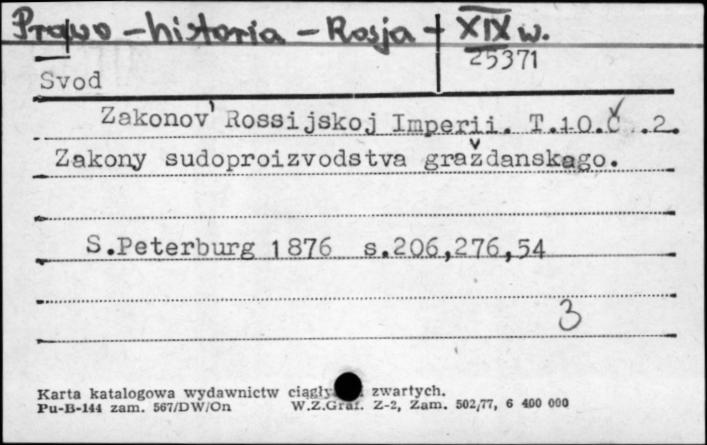 Prawo - historia - Rosja - XIX w.
25371
Svod
Zakonov' Rossijskoj Imperii. T.10.Č.2.
Zakony sudoproizvodstva graždanskago.
S.Peterburg 1876 s.206,276,54
3
Karta katalogowa wydawnictw zwartych.
Pu-B-144 zam. 567/DW/On W.Z.Graf. Z-2, Zam. 502/77, 6 400 000